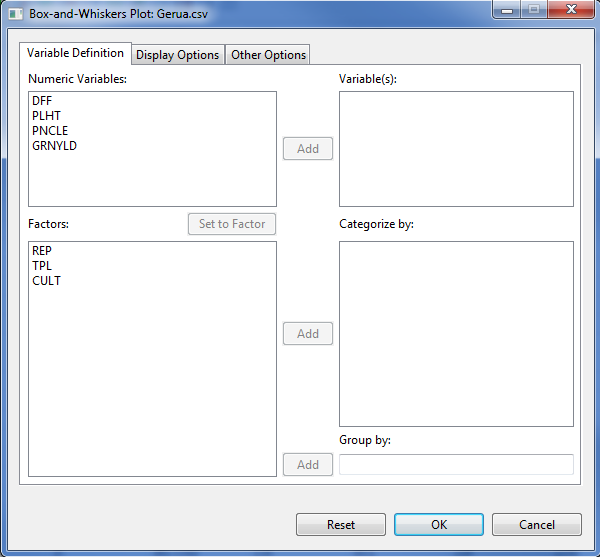 Box-and-Whiskers Plot: Gerua.csv
Variable Definition
Display Options
Other Options
Numeric Variables:
Variable(s):
DFF
PLHT
PNCLE
GRNYLD
Add
Factors:
Set to Factor
Categorize by:
REP
TPL
CULT
Add
Group by:
Add
Reset
OK
Cancel